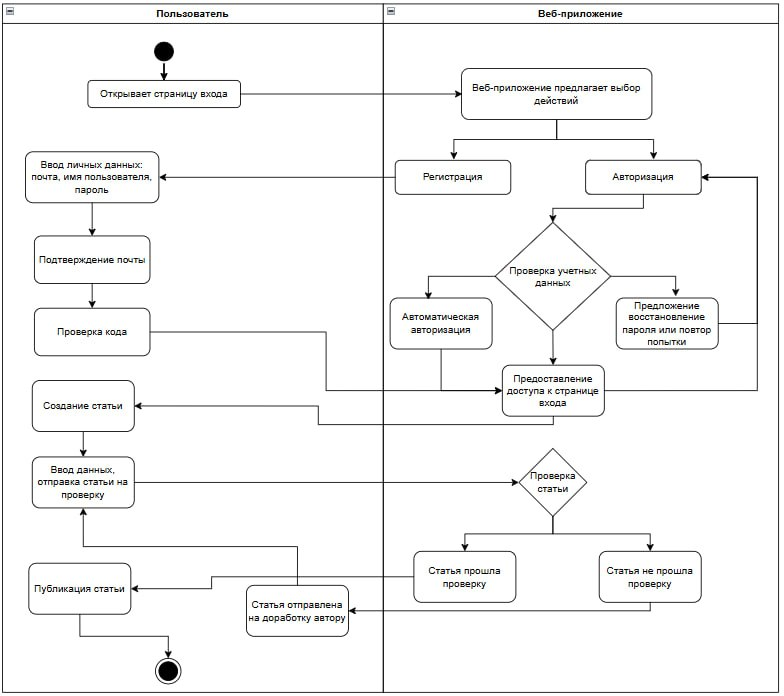 Пользователь
Веб-приложение
Открывает страницу входа
Веб-приложение предлагает выбор
действий
Ввод личных данных:
почта, имя пользователя,
пароль
Регистрация
Авторизация
Подтверждение почты
Проверка учетных
данных
Проверка кода
Автоматическая
авторизация
Предложение
восстановление
пароля или повтор
попытки
Создание статьи
Предоставление
доступа к странице
входа
Ввод данных,
отправка статьи на
проверку
Проверка
статьи
Публикация статьи
Статья прошла
проверку
Статья не прошла
проверку
Статья отправлена
на доработку автору